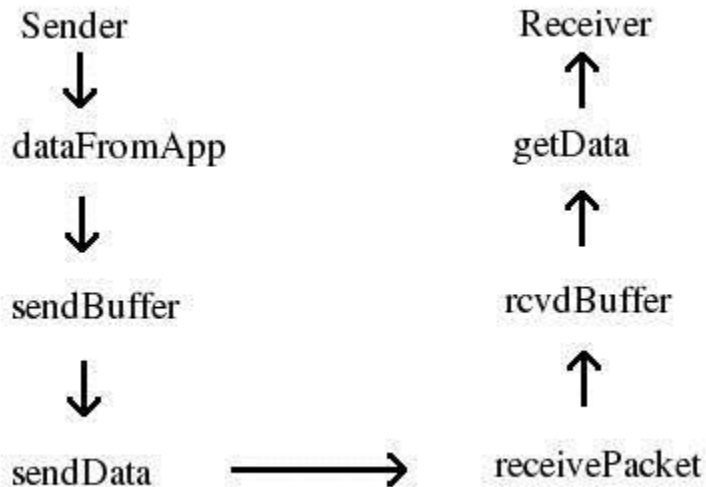 Sender
Receiver
dataFromApp
getData
sendBuffer
rcvdBuffer
sendData
receivePacket